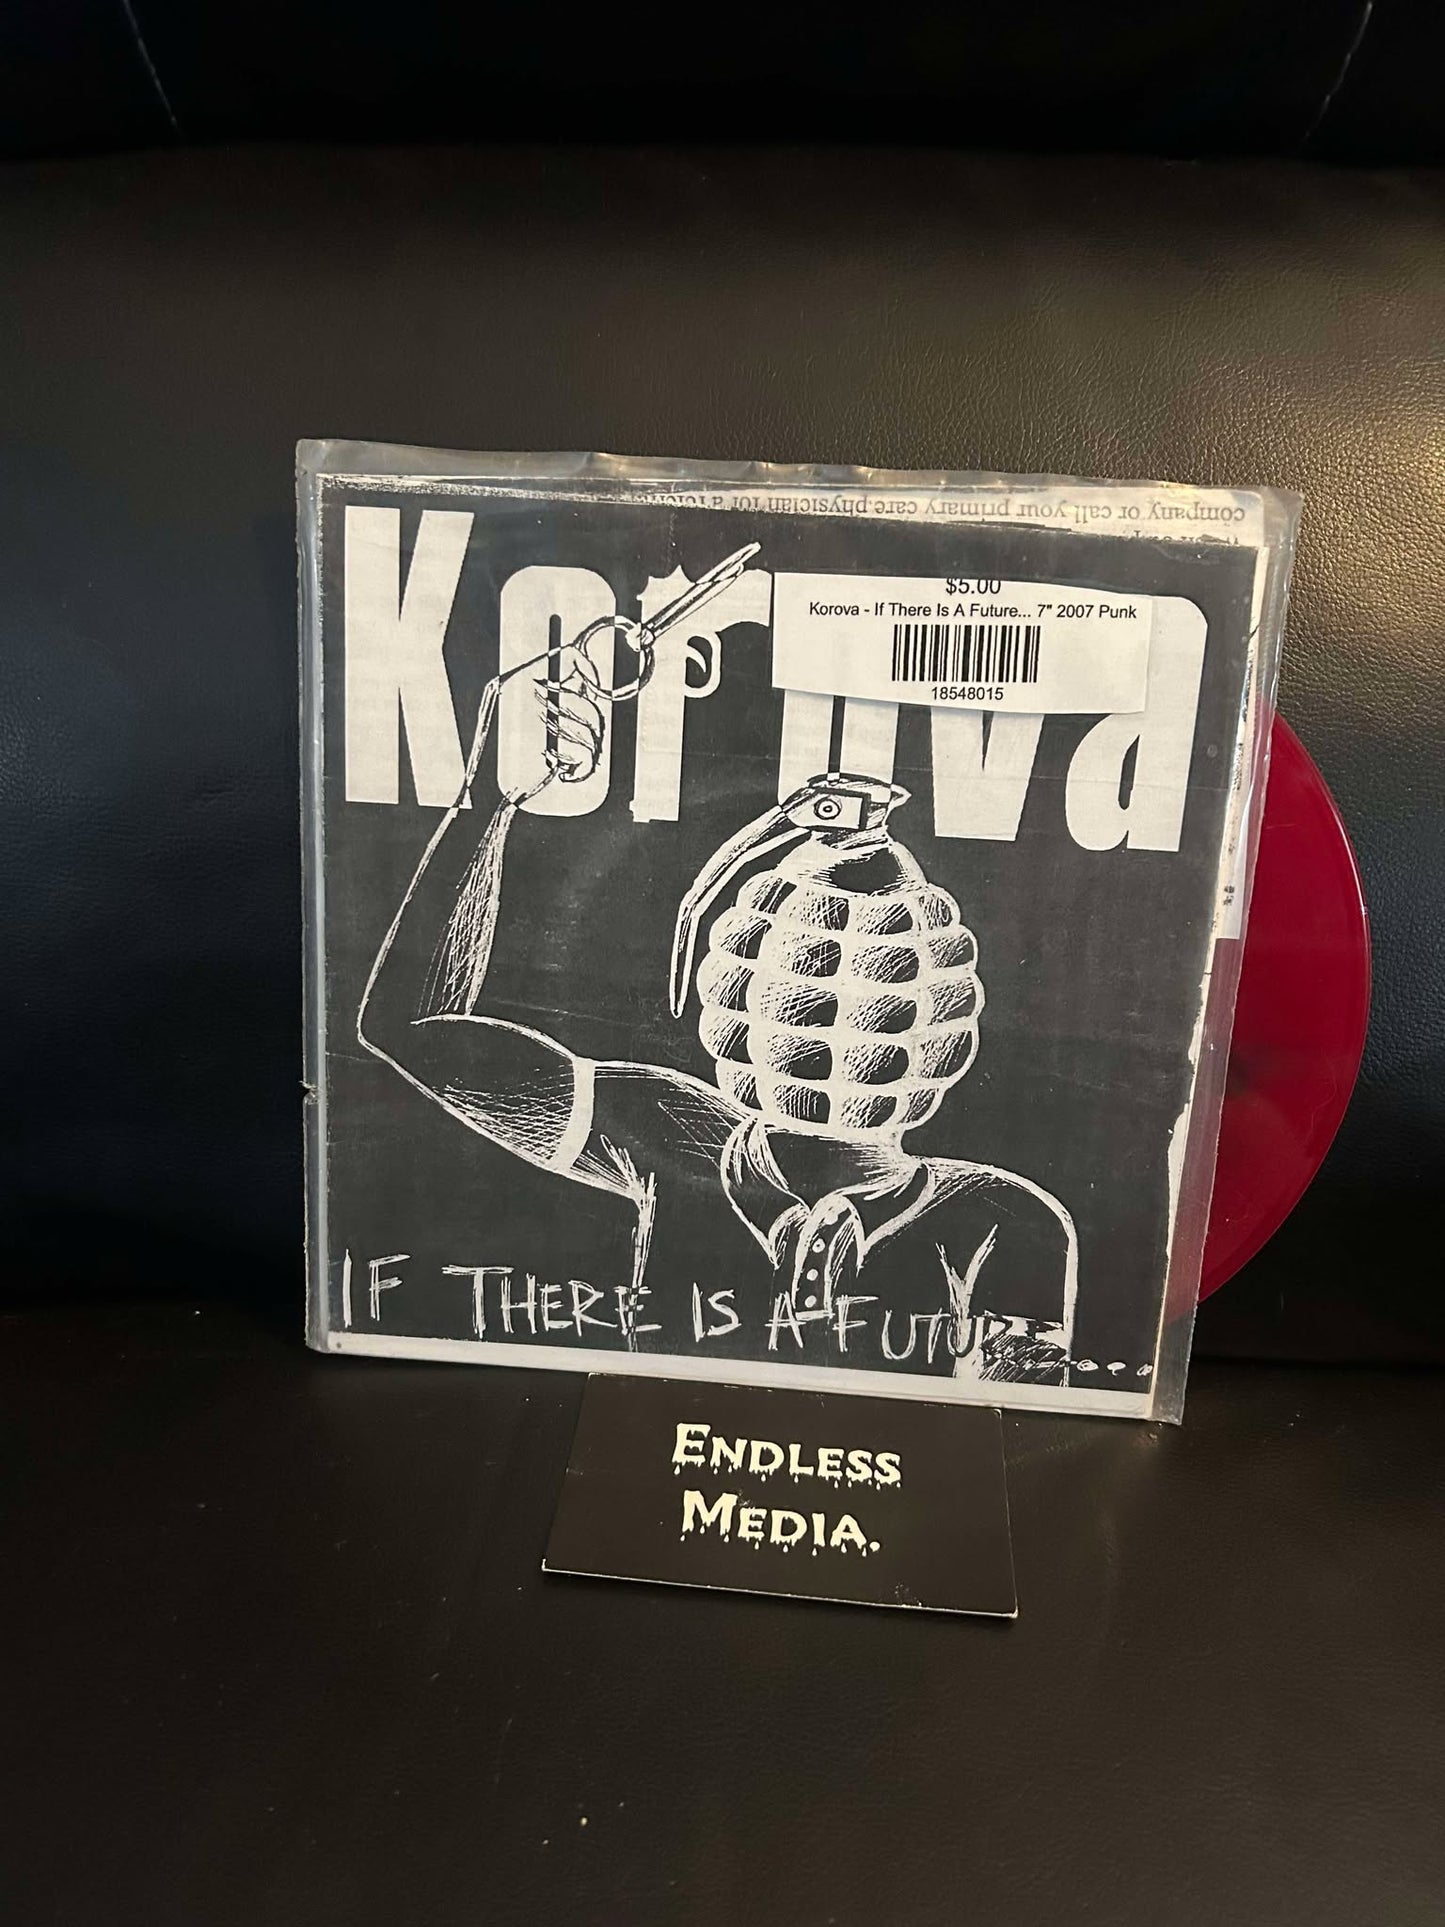 company or call your primary care physician for a
Korova
$5.00
Korova - If There Is A Future... 7" 2007 Punk
18548015
IF THERE IS A FUTURE....
ENDLESS
MEDIA.